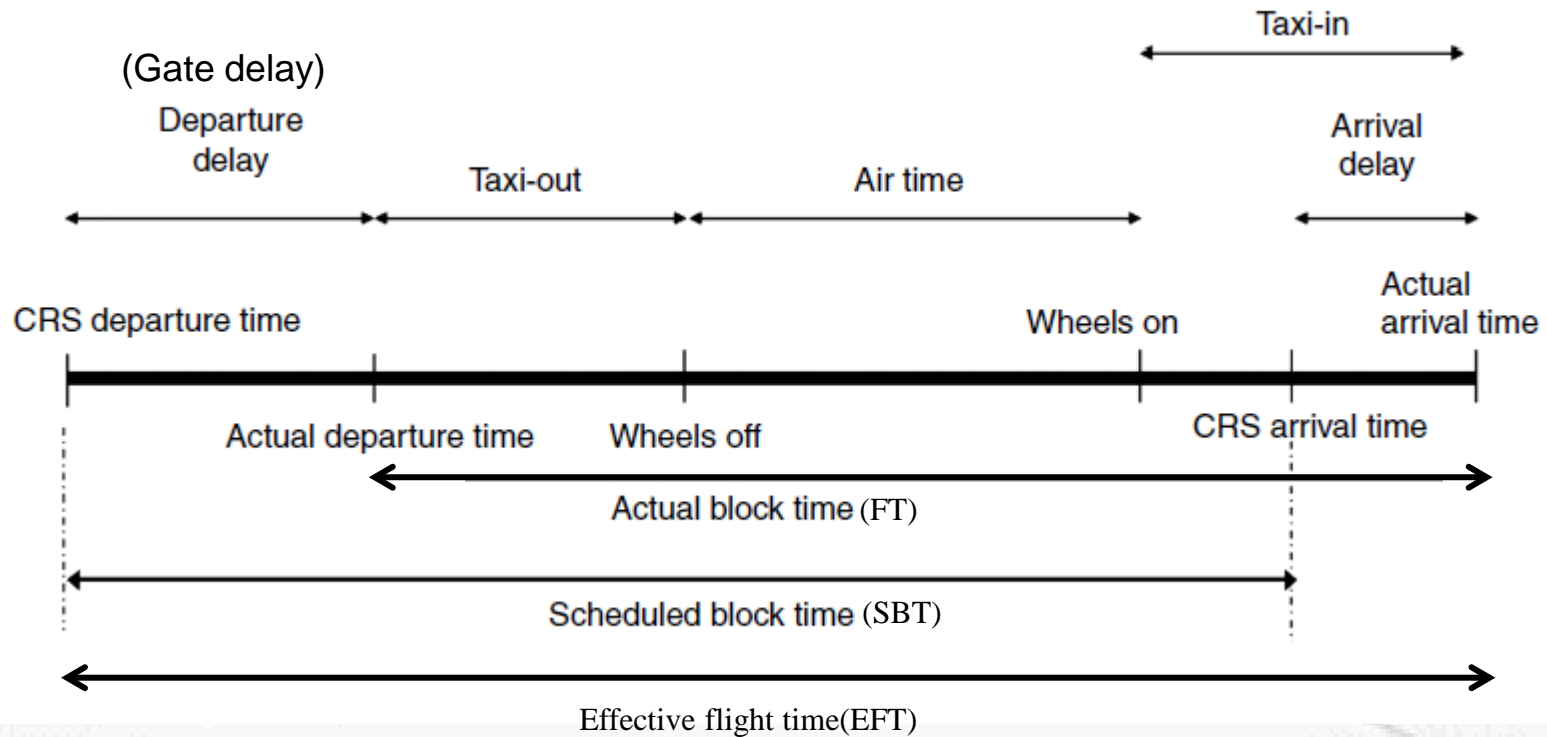 Taxi-in
(Gate delay)
Departure
delay
Taxi-out
Air time
Arrival
delay
CRS departure time
Wheels on
Actual
arrival time
Actual departure time
Wheels off
CRS arrival time
Actual block time (FT)
Scheduled block time (SBT)
Effective flight time(EFT)